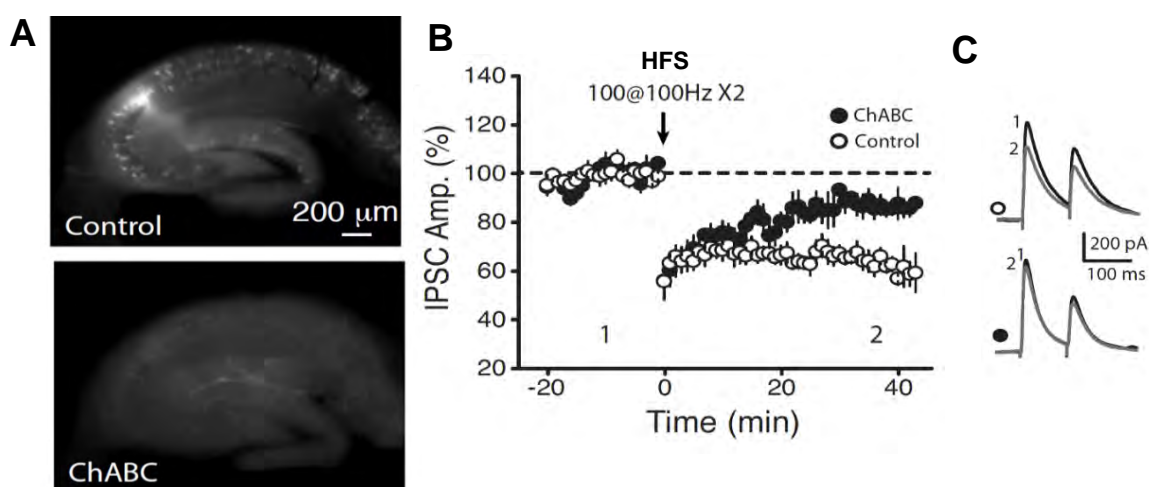 A
Control
200 μm
ChABC
B
HFS
100@100Hz X2
ChABC
Control
IPSC Amp. (%)
140
120
100
80
60
40
20
1
2
-20
0
20
40
Time (min)
C
1
2
200 pA
100 ms
2 1